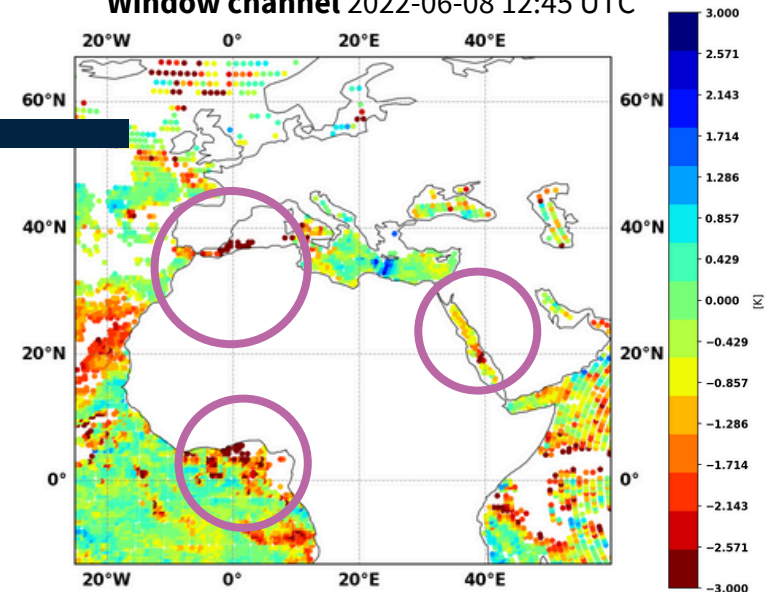 Window channel 2022-06-08 12:45 UTC
20°W 0° 20°E 40°E
60°N 60°N
40°N 40°N
20°N 20°N
0° 0°
20°W 0° 20°E 40°E
3.000
2.571
2.143
1.714
1.286
0.857
0.429
0.000
−0.429
−0.857
−1.286
−1.714
−2.143
−2.571
−3.000
[K]